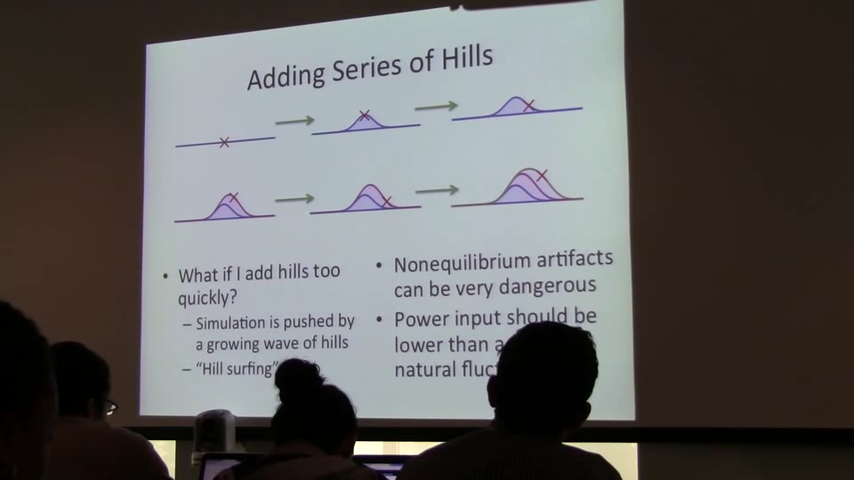 Adding Series of Hills
• What if I add hills too
quickly?
– Simulation is pushed by
a growing wave of hills
– "Hill surfing"
• Nonequilibrium artifacts
can be very dangerous
• Power input should be
lower than a
natural